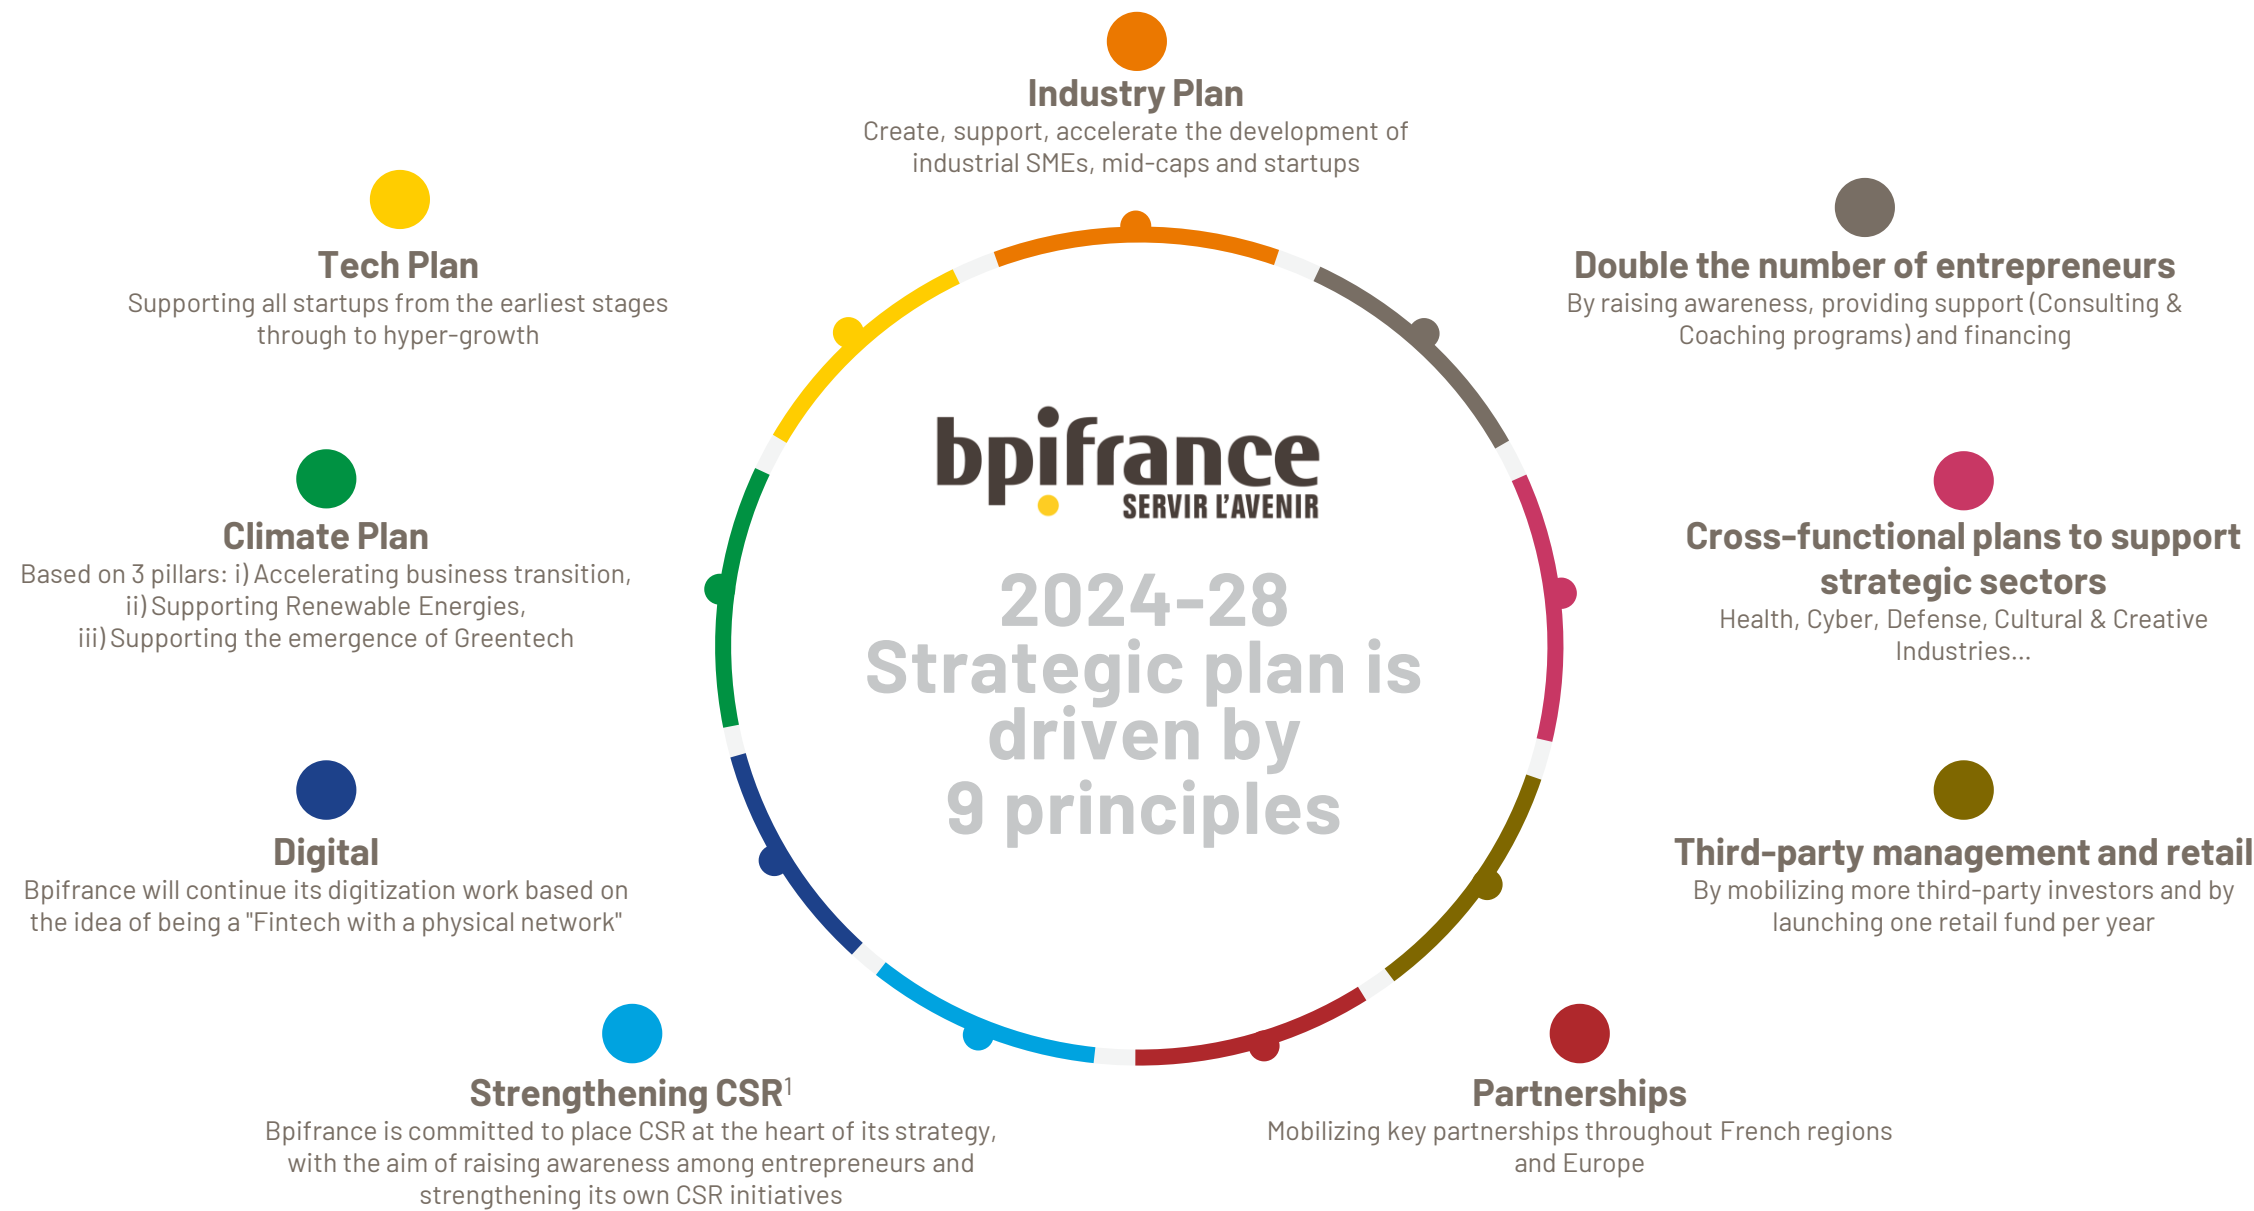 Industry Plan
Create, support, accelerate the development of
industrial SMEs, mid-caps and startups
Tech Plan
Supporting all startups from the earliest stages
through to hyper-growth
Double the number of entrepreneurs
By raising awareness, providing support (Consulting &
Coaching programs) and financing
bpifrance
SERVIR L'AVENIR
2024-28
Strategic plan is
driven by
9 principles
Climate Plan
Based on 3 pillars: i) Accelerating business transition,
ii) Supporting Renewable Energies,
iii) Supporting the emergence of Greentech
Cross-functional plans to support
strategic sectors
Health, Cyber, Defense, Cultural & Creative
Industries...
Digital
Bpifrance will continue its digitization work based on
the idea of being a "Fintech with a physical network"
Third-party management and retail
By mobilizing more third-party investors and by
launching one retail fund per year
Strengthening CSR¹
Bpifrance is committed to place CSR at the heart of its strategy,
with the aim of raising awareness among entrepreneurs and
strengthening its own CSR initiatives
Partnerships
Mobilizing key partnerships throughout French regions
and Europe